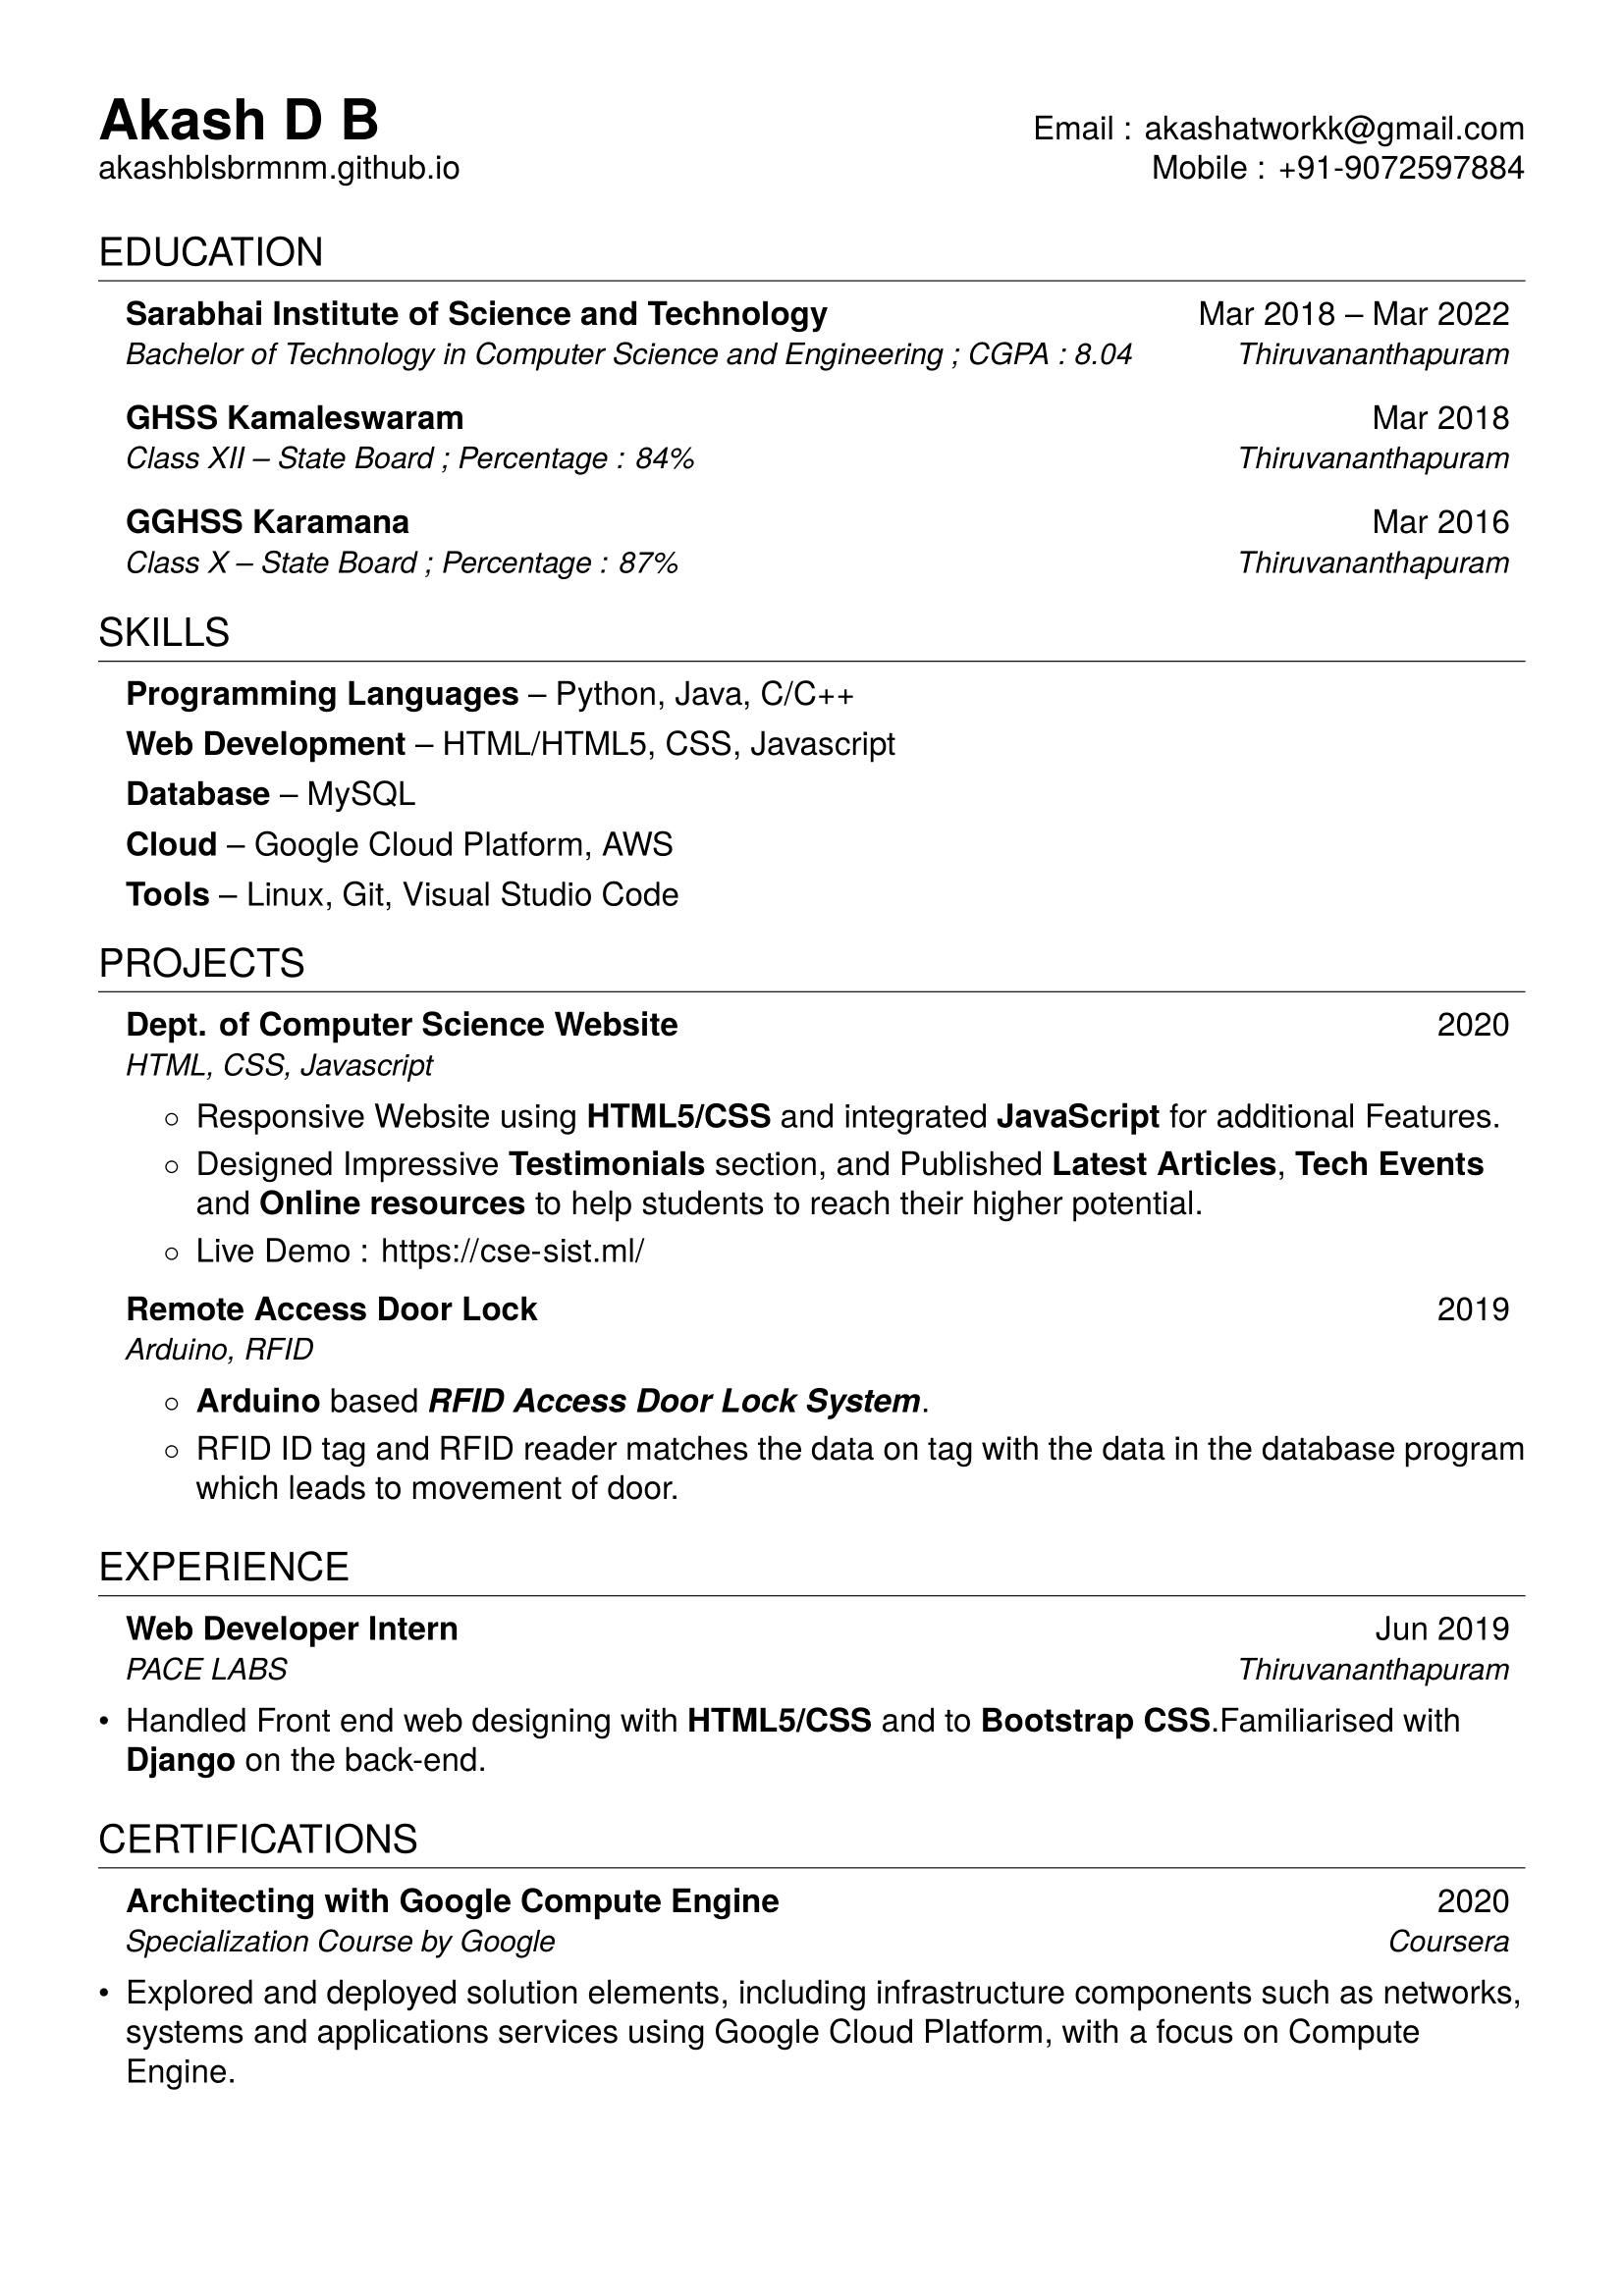 Akash D B
Email : akashatworkk@gmail.com
akashblsbrmnm.github.io
Mobile : +91-9072597884
EDUCATION
Sarabhai Institute of Science and Technology Mar 2018 – Mar 2022
Bachelor of Technology in Computer Science and Engineering ; CGPA : 8.04 Thiruvananthapuram
GHSS Kamaleswaram Mar 2018
Class XII – State Board ; Percentage : 84% Thiruvananthapuram
GGHSS Karamana Mar 2016
Class X – State Board ; Percentage : 87% Thiruvananthapuram
SKILLS
Programming Languages – Python, Java, C/C++
Web Development – HTML/HTML5, CSS, Javascript
Database – MySQL
Cloud – Google Cloud Platform, AWS
Tools – Linux, Git, Visual Studio Code
PROJECTS
Dept. of Computer Science Website 2020
HTML, CSS, Javascript
○ Responsive Website using HTML5/CSS and integrated JavaScript for additional Features.
○ Designed Impressive Testimonials section, and Published Latest Articles, Tech Events
and Online resources to help students to reach their higher potential.
○ Live Demo : https://cse-sist.ml/
Remote Access Door Lock 2019
Arduino, RFID
○ Arduino based RFID Access Door Lock System.
○ RFID ID tag and RFID reader matches the data on tag with the data in the database program
which leads to movement of door.
EXPERIENCE
Web Developer Intern Jun 2019
PACE LABS Thiruvananthapuram
• Handled Front end web designing with HTML5/CSS and to Bootstrap CSS.Familiarised with
Django on the back-end.
CERTIFICATIONS
Architecting with Google Compute Engine 2020
Specialization Course by Google Coursera
• Explored and deployed solution elements, including infrastructure components such as networks,
systems and applications services using Google Cloud Platform, with a focus on Compute
Engine.